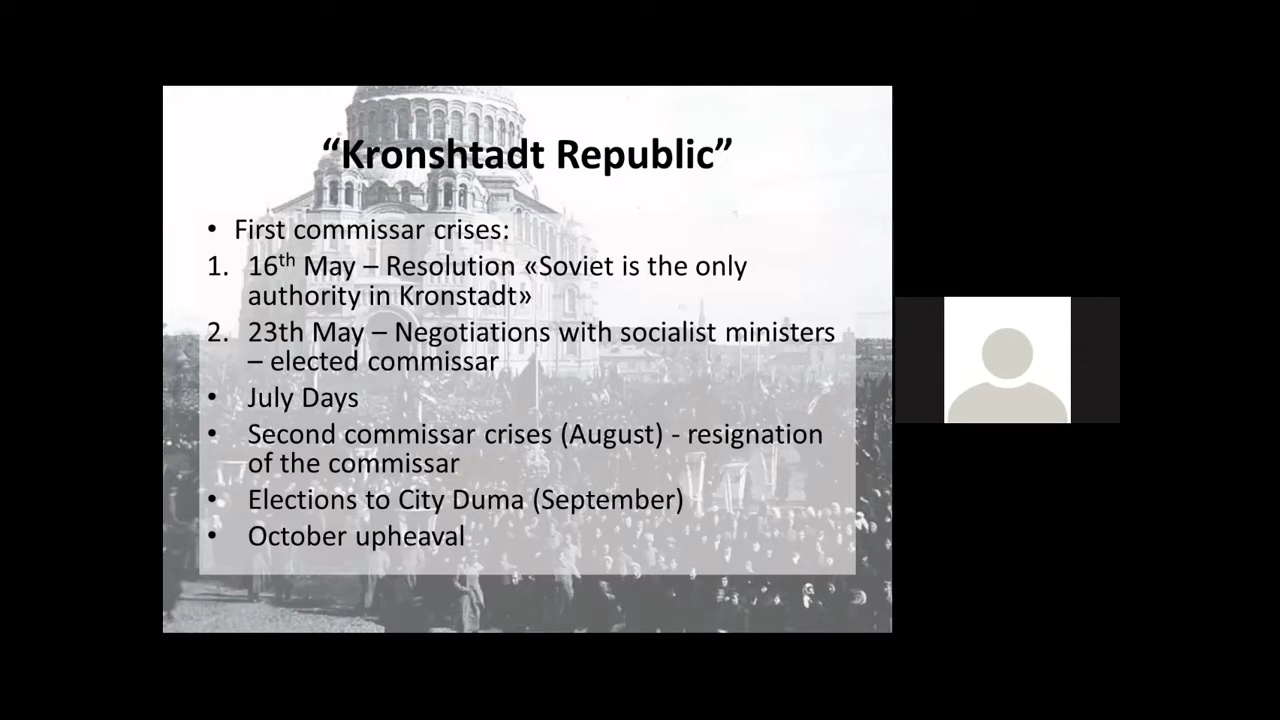 “Kronshtadt Republic”
• First commissar crises:
1. 16th May – Resolution «Soviet is the only
authority in Kronstadt»
2. 23th May – Negotiations with socialist ministers
– elected commissar
• July Days
• Second commissar crises (August) - resignation
of the commissar
• Elections to City Duma (September)
• October upheaval